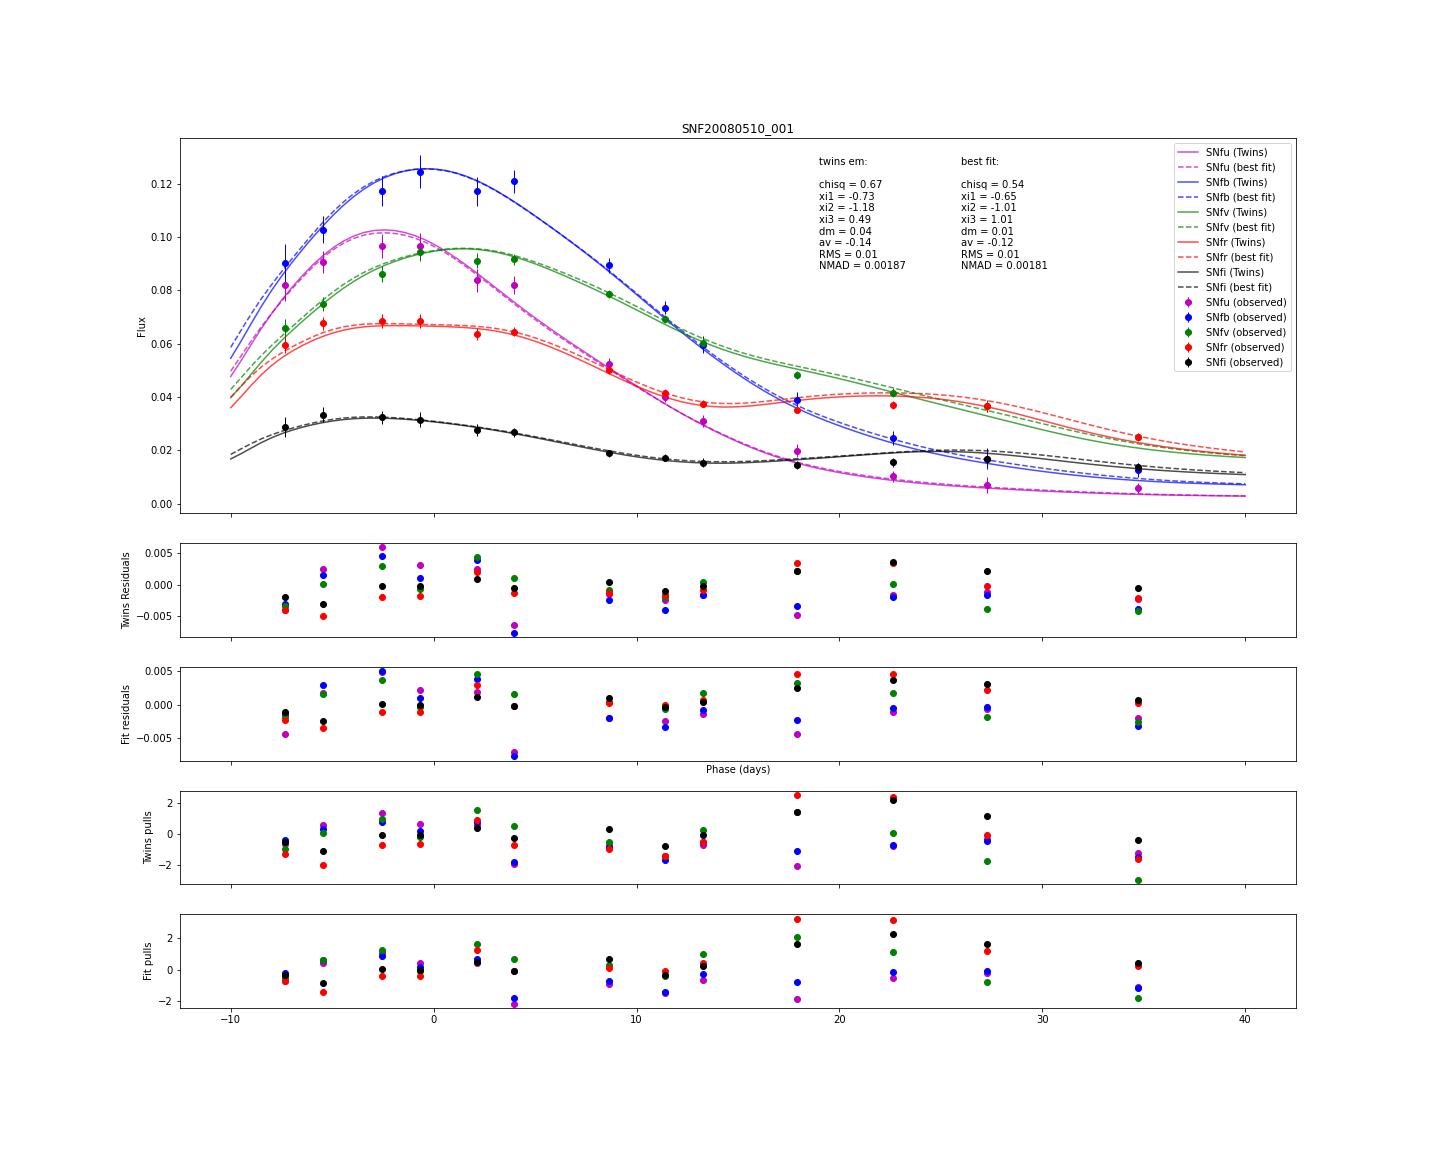 SNF20080510_001
Flux
0.12
0.10
0.08
0.06
0.04
0.02
0.00
twins em:
chisq = 0.67
xi1 = -0.73
xi2 = -1.18
xi3 = 0.49
dm = 0.04
av = -0.14
RMS = 0.01
NMAD = 0.00187
best fit:
chisq = 0.54
xi1 = -0.65
xi2 = -1.01
xi3 = 1.01
dm = 0.01
av = -0.12
RMS = 0.01
NMAD = 0.00181
SNfu (Twins)
SNfu (best fit)
SNfb (Twins)
SNfb (best fit)
SNfv (Twins)
SNfv (best fit)
SNfr (Twins)
SNfr (best fit)
SNfi (Twins)
SNfi (best fit)
SNfu (observed)
SNfb (observed)
SNfv (observed)
SNfr (observed)
SNfi (observed)
Twins Residuals
0.005
0.000
−0.005
Fit residuals
0.005
0.000
−0.005
Phase (days)
Twins pulls
2
0
−2
Fit pulls
2
0
−2
−10
0
10
20
30
40